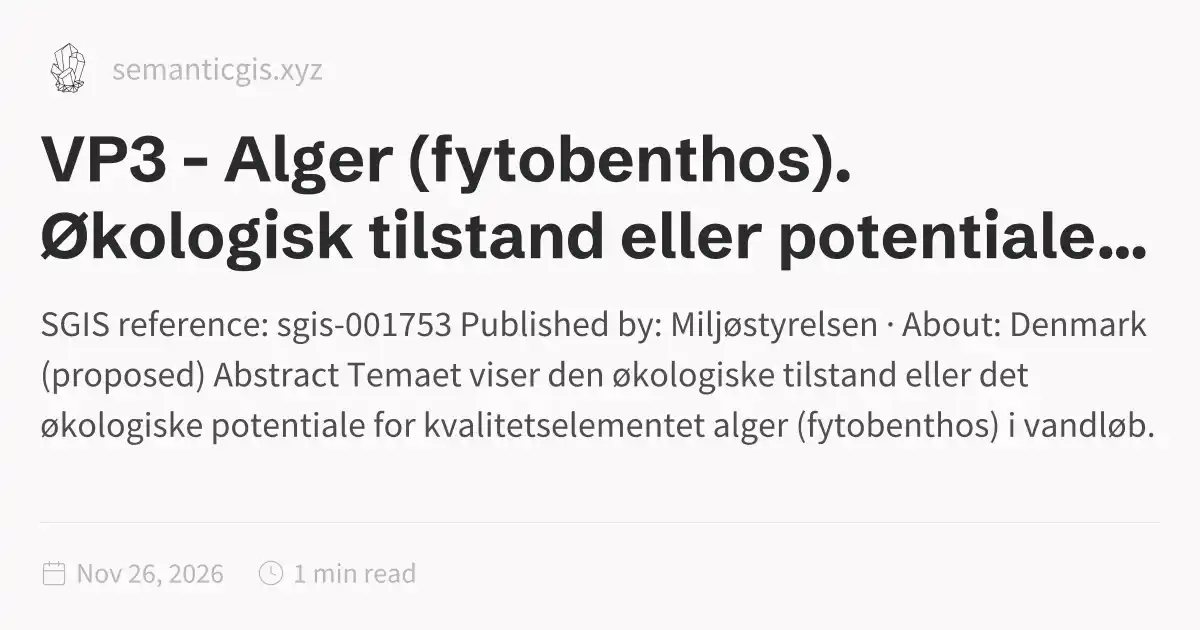 semanticgis.xyz
VP3 - Alger (fytobenthos).
Økologisk tilstand eller potentiale...
SGIS reference: sgis-001753 Published by: Miljøstyrelsen · About: Denmark
(proposed) Abstract Temaet viser den økologiske tilstand eller det
økologiske potentiale for kvalitetselementet alger (fytobenthos) i vandløb.
Nov 26, 2026 1 min read